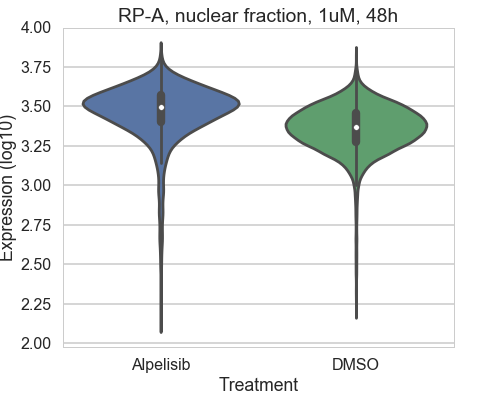 RP-A, nuclear fraction, 1uM, 48h
Expression (log10)
4.00
3.75
3.50
3.25
3.00
2.75
2.50
2.25
2.00
Alpelisib
DMSO
Treatment